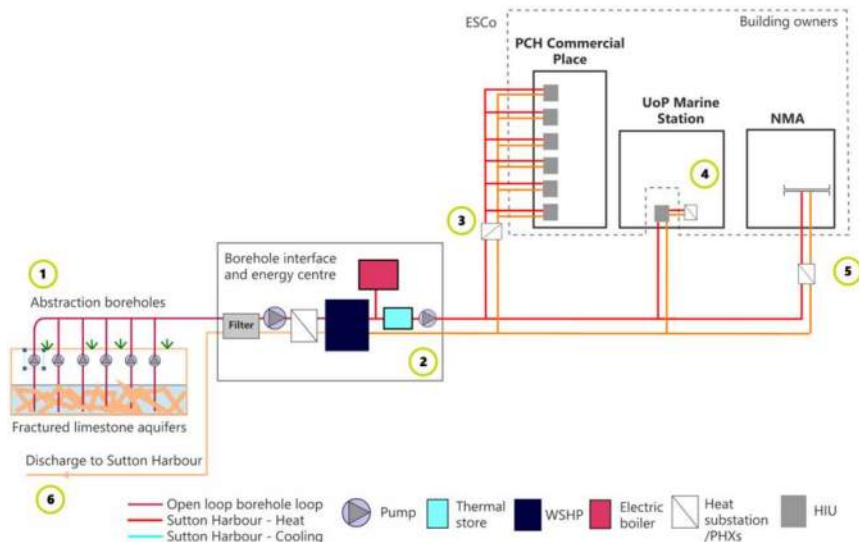 ESCo
Building owners
PCH Commercial
Place
UoP Marine
Station
NMA
4
3
5
1
Abstraction boreholes
Borehole interface
and energy centre
Filter
2
Fractured limestone aquifers
Discharge to Sutton Harbour
6
Open loop borehole loop
Sutton Harbour - Heat
Sutton Harbour - Cooling
Pump
Thermal
store
WSHP
Electric
boiler
Heat
substation
/PHXs
HIU